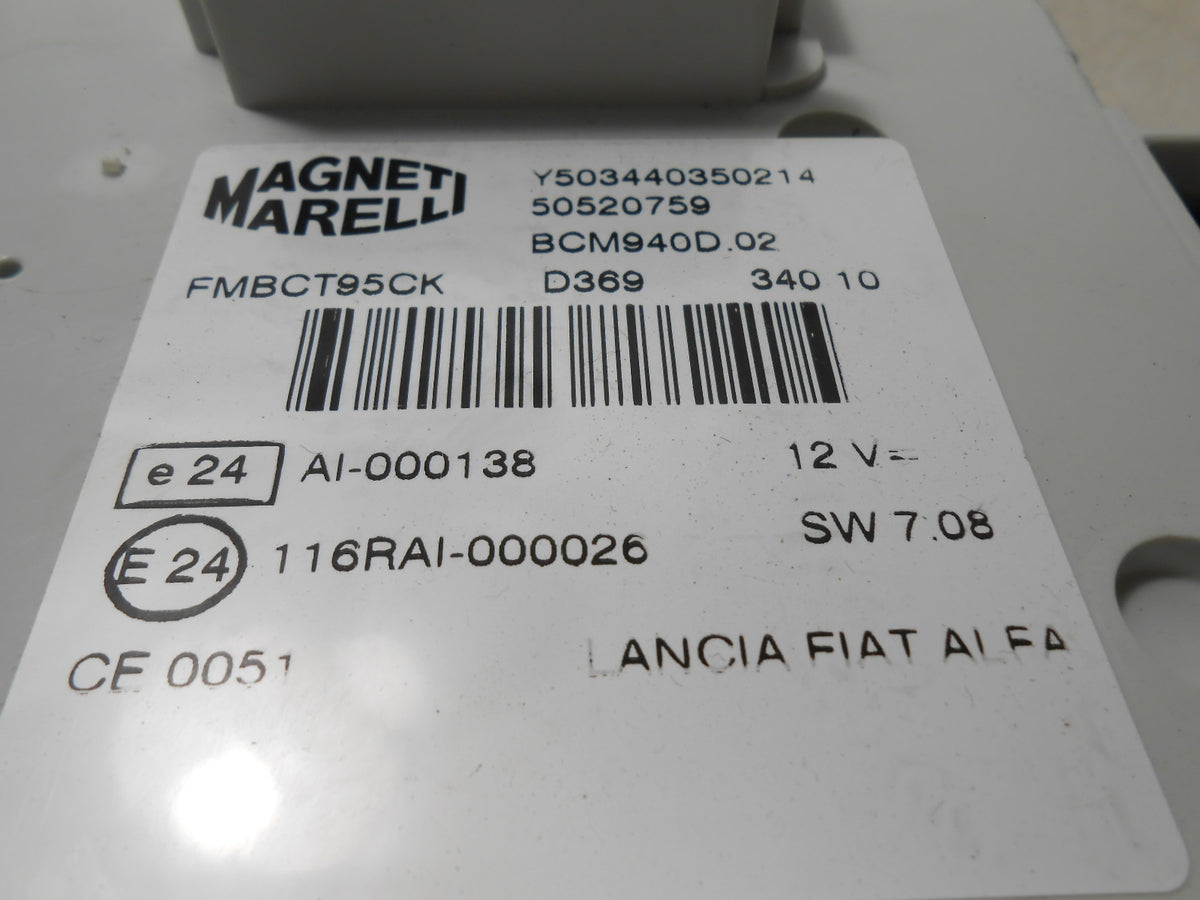 MAGNETI
MARELLI
Y503440350214
50520759
BCM940D.02
FMBCT95CK D369 340 10
e 24 AI-000138 12 V=
E 24 116RAI-000026 SW 7.08
CE 0051 LANCIA FIAT ALFA